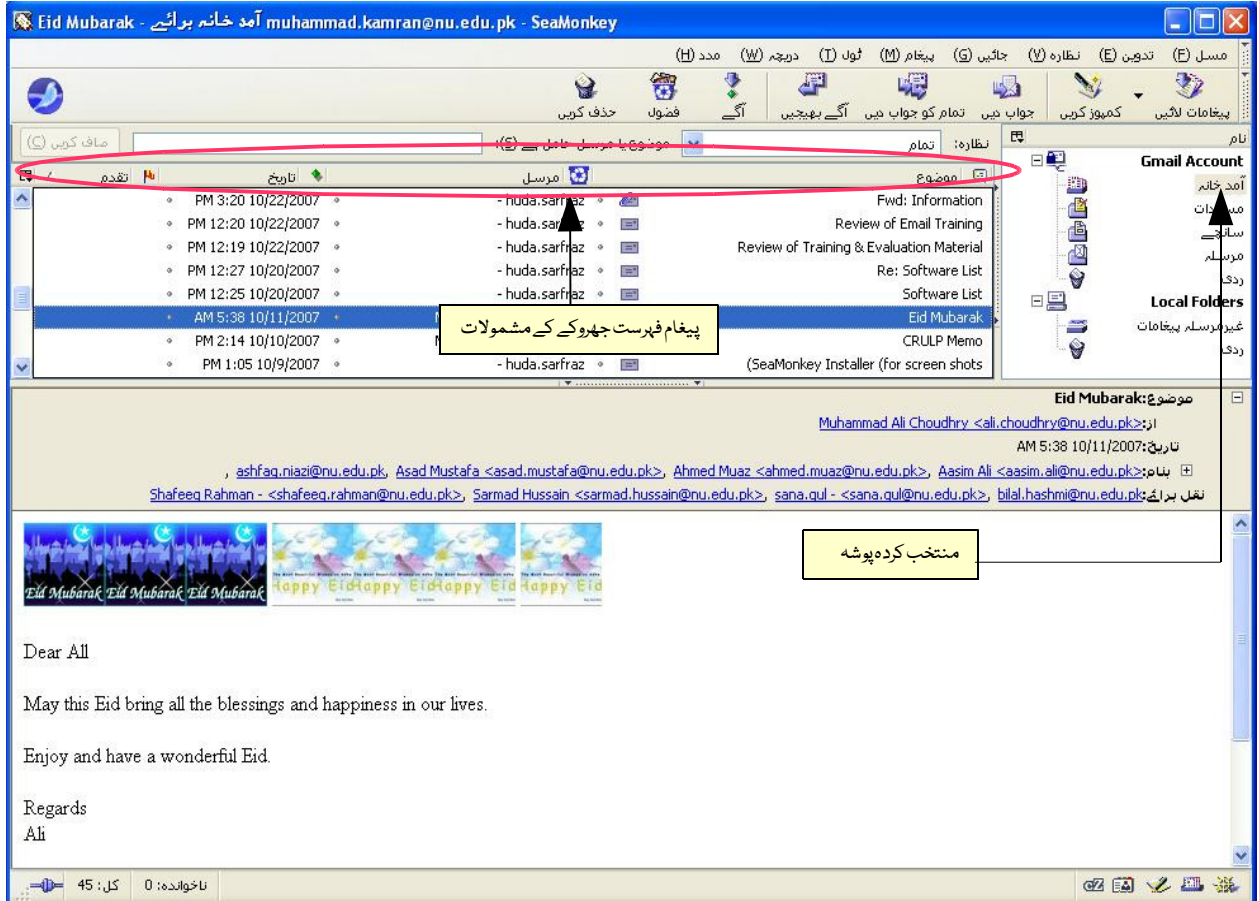 Eid Mubarak - آمد خانہ برائے muhammad.kamran@nu.edu.pk - SeaMonkey
مسل (F) تدوین (E) نظارہ (V) جائیں (G) پیغام (M) ٹول (T) دریچہ (W) مدد (H)
پیغامات لائیں کمپوز کریں جواب دیں تمام کو جواب دیں آگے بھیجیں آگے فضول حذف کریں
نظارہ: تمام موضوع یا مرسل حامل ہے (S): صاف کریں (C)
موضوع مرسل تاریخ تقدم
Fwd: Information - huda.sarfraz PM 3:20 10/22/2007
Review of Email Training - huda.sarfraz PM 12:20 10/22/2007
Review of Training & Evaluation Material - huda.sarfraz PM 12:19 10/22/2007
Re: Software List - huda.sarfraz PM 12:27 10/20/2007
Software List - huda.sarfraz PM 12:25 10/20/2007
Eid Mubarak AM 5:38 10/11/2007
CRULP Memo PM 2:14 10/10/2007
(SeaMonkey Installer (for screen shots - huda.sarfraz PM 1:05 10/9/2007
پیغام فہرست جھروکے کے مشمولات
نام
Gmail Account
آمد خانہ
مسودات
سانچے
مرسلہ
ردی
Local Folders
غیرمرسلہ پیغامات
ردی
موضوع:Eid Mubarak
از:Muhammad Ali Choudhry <ali.choudhry@nu.edu.pk>
تاریخ:AM 5:38 10/11/2007
بنام:Aasim Ali <aasim.ali@nu.edu.pk>, Ahmed Muaz <ahmed.muaz@nu.edu.pk>, Asad Mustafa <asad.mustafa@nu.edu.pk>, ashfaq.niazi@nu.edu.pk,
نقل برائے:bilal.hashmi@nu.edu.pk, sana.gul - <sana.gul@nu.edu.pk>, Sarmad Hussain <sarmad.hussain@nu.edu.pk>, Shafeeq Rahman - <shafeeq.rahman@nu.edu.pk>
منتخب کردہ پوشہ
Eid Mubarak Eid Mubarak Eid Mubarak
Happy Eid Happy Eid Happy Eid Happy Eid
Dear All
May this Eid bring all the blessings and happiness in our lives.
Enjoy and have a wonderful Eid.
Regards
Ali
ناخواندہ: 0 کل: 45